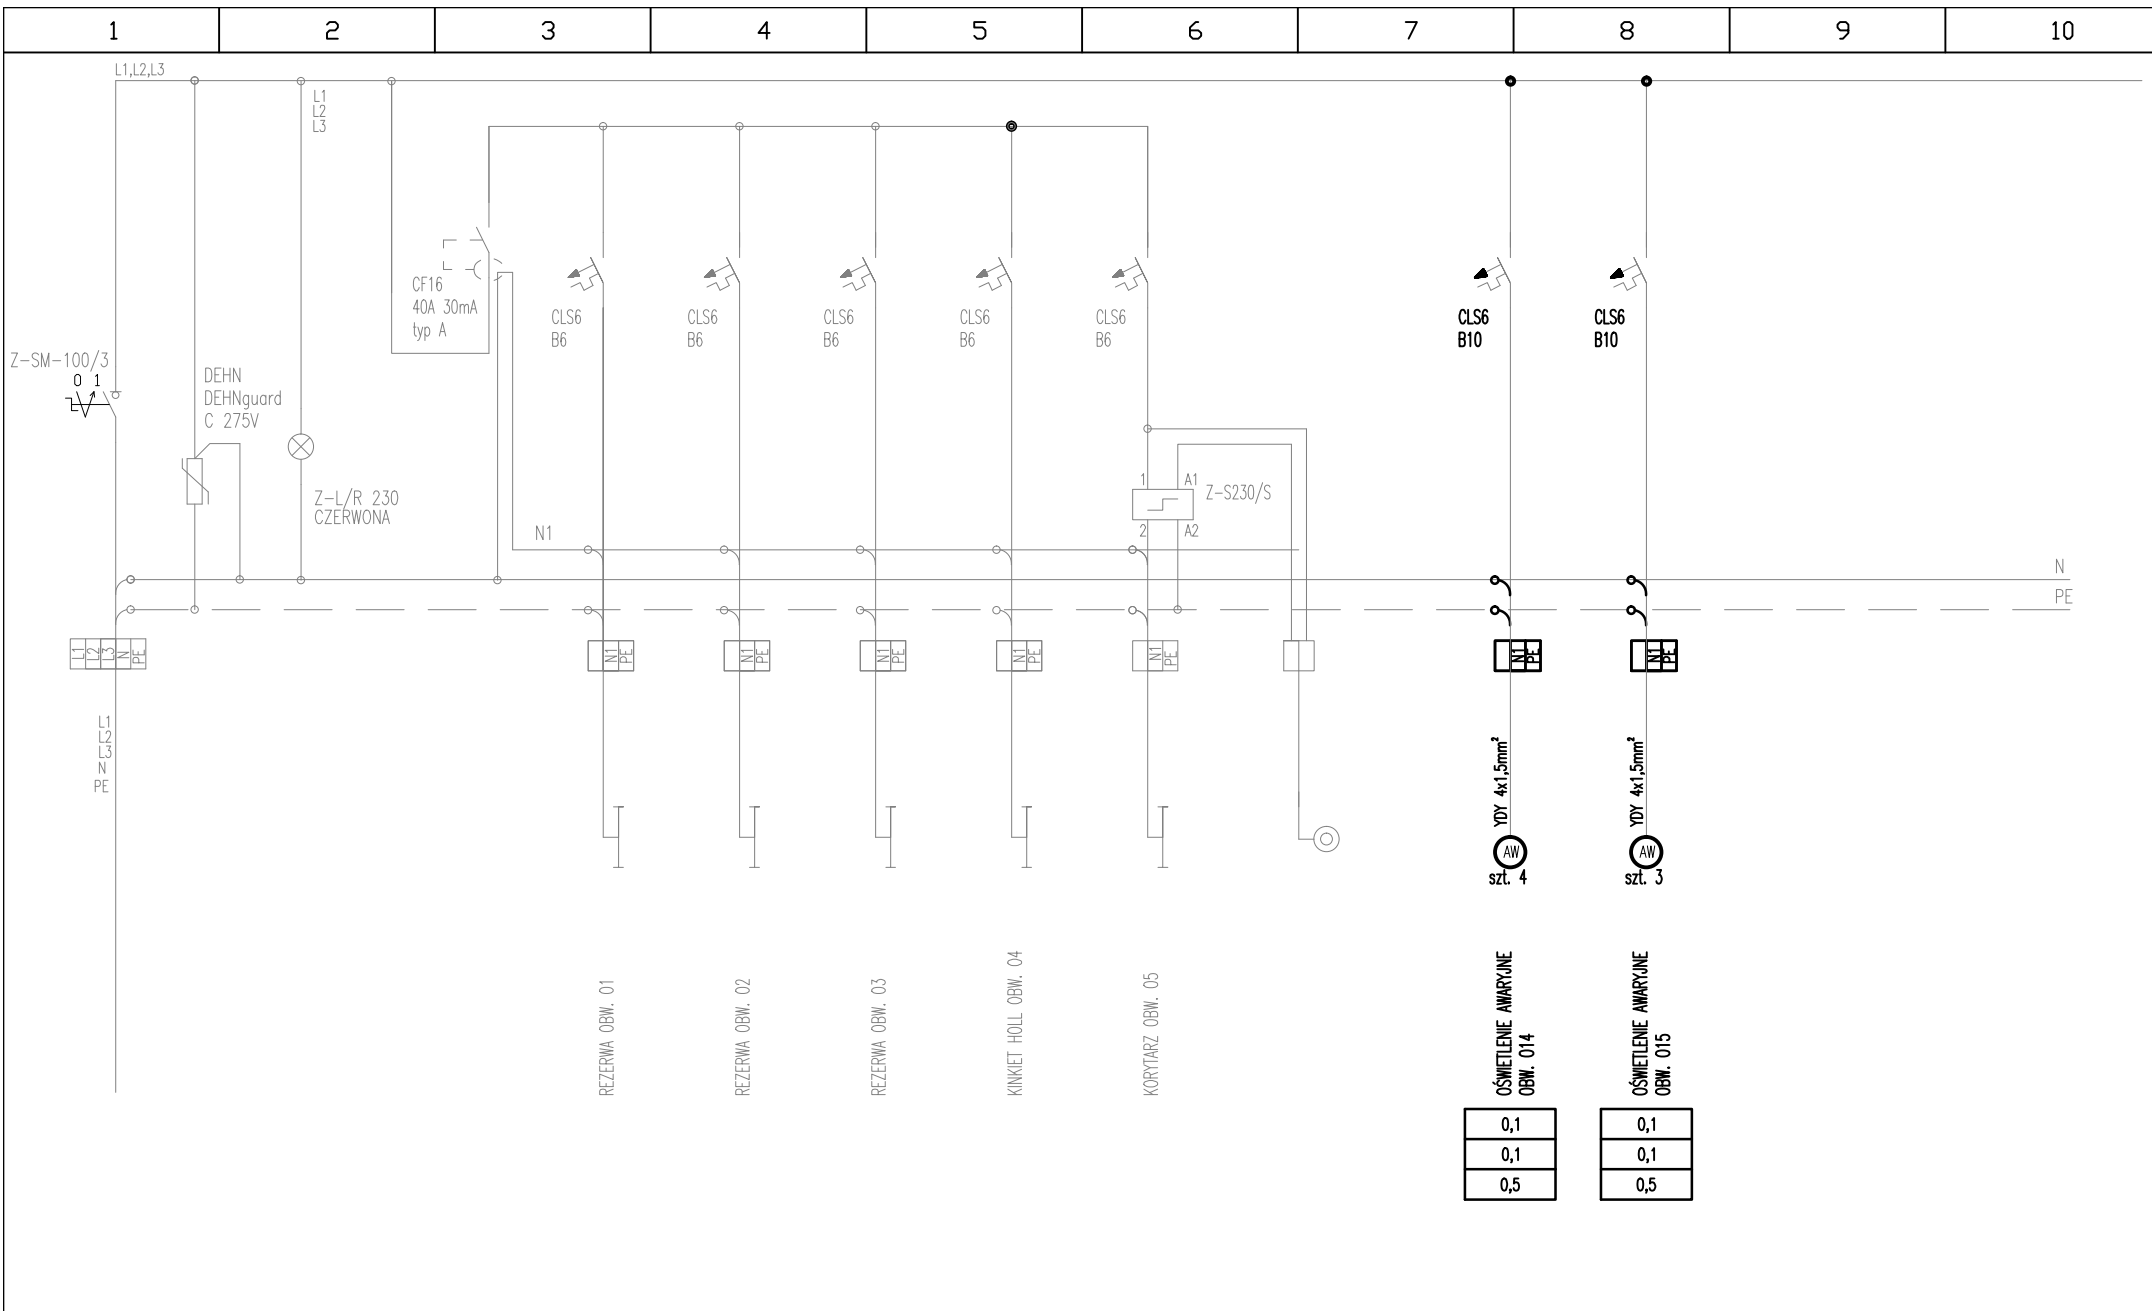 1
2
3
4
5
6
7
8
9
10
L1,L2,L3
L1
L2
L3
CF16
40A 30mA
typ A
CLS6
B6
CLS6
B6
CLS6
B6
CLS6
B6
CLS6
B6
CLS6
B10
CLS6
B10
Z-SM-100/3
0 1
DEHN
DEHNguard
C 275V
Z-L/R 230
CZERWONA
1
A1
Z-S230/S
2
A2
N1
N
PE
L1
L2
L3
N
PE
N1
PE
N1
PE
N1
PE
N1
PE
N1
PE
N1
PE
N1
PE
L1
L2
L3
N
PE
YDY 4x1,5mm²
YDY 4x1,5mm²
AW
szt. 4
AW
szt. 3
REZERWA OBW. 01
REZERWA OBW. 02
REZERWA OBW. 03
KINKIET HOLL OBW. 04
KORYTARZ OBW. 05
OŚWIETLENIE AWARYJNE
OBW. 014
OŚWIETLENIE AWARYJNE
OBW. 015
0,1
0,1
0,5
0,1
0,1
0,5